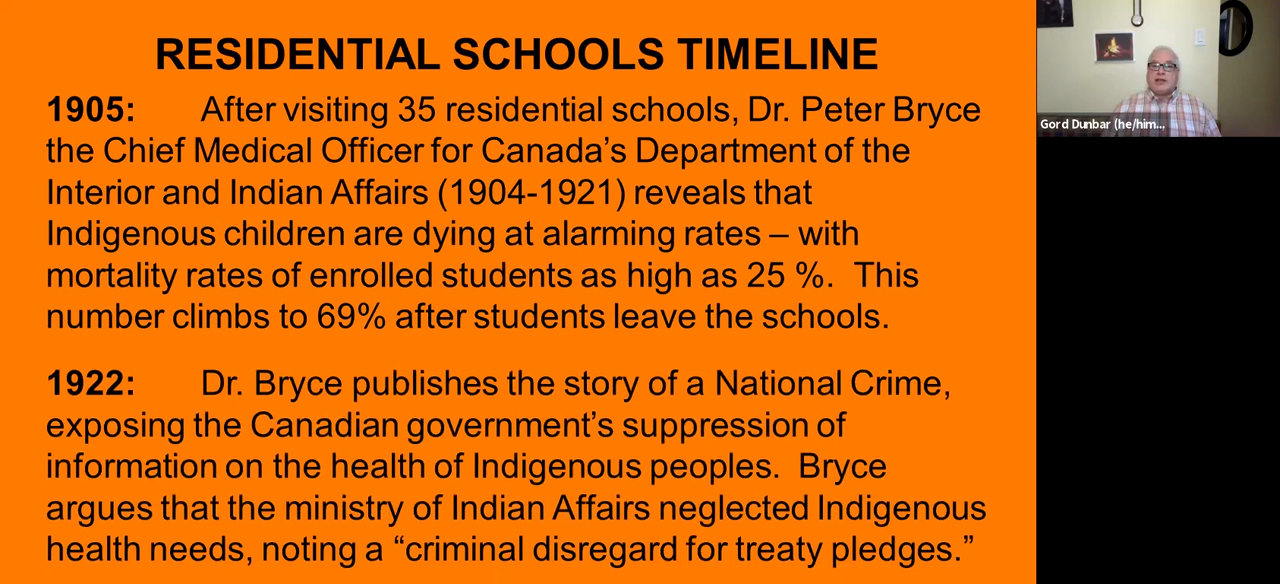 RESIDENTIAL SCHOOLS TIMELINE
1905: After visiting 35 residential schools, Dr. Peter Bryce
the Chief Medical Officer for Canada’s Department of the
Interior and Indian Affairs (1904-1921) reveals that
Indigenous children are dying at alarming rates – with
mortality rates of enrolled students as high as 25 %. This
number climbs to 69% after students leave the schools.
1922: Dr. Bryce publishes the story of a National Crime,
exposing the Canadian government’s suppression of
information on the health of Indigenous peoples. Bryce
argues that the ministry of Indian Affairs neglected Indigenous
health needs, noting a “criminal disregard for treaty pledges.”
Gord Dunbar (he/him...